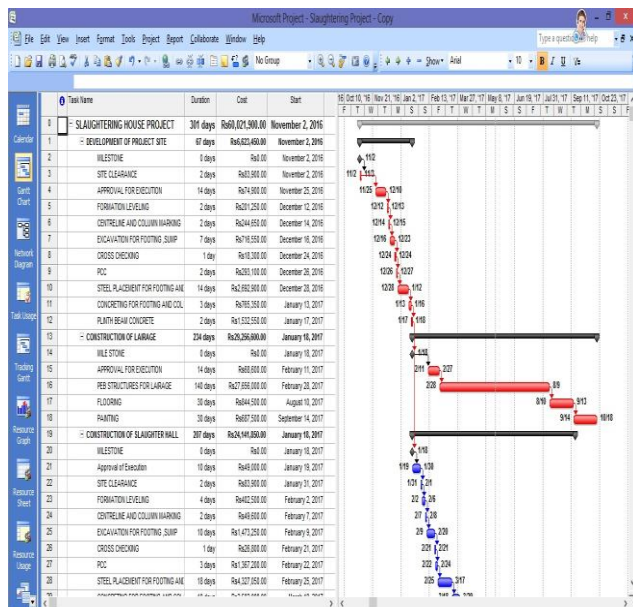 Microsoft Project - Slaughtering Project - Copy
File Edit View Insert Format Tools Project Report Collaborate Window Help
Type a question help
No Group Show Arial 10 B I U
16 Oct 10, '16 Nov 21, '16 Jan 2, '17 Feb 13, '17 Mar 27, '17 May 8, '17 Jun 19, '17 Jul 31, '17 Sep 11, '17 Oct 23, '17
Task Name Duration Cost Start F T W T M S S F T W T M S S F T W T
0 SLAUGHTERING HOUSE PROJECT 301 days Rs60,021,900.00 November 2, 2016
1 DEVELOPMENT OF PROJECT SITE 67 days Rs6,623,450.00 November 2, 2016
2 MILESTONE 0 days Rs0.00 November 2, 2016 11/2
3 SITE CLEARANCE 2 days Rs83,900.00 November 2, 2016 11/2 11/3
4 APPROVAL FOR EXECUTION 14 days Rs74,900.00 November 25, 2016 11/25 12/10
5 FORMATION LEVELING 2 days Rs201,250.00 December 12, 2016 12/12 12/13
6 CENTRELINE AND COLUMN MARKING 2 days Rs244,650.00 December 14, 2016 12/14 12/15
7 EXCAVATION FOR FOOTING ,SUMP 7 days Rs716,550.00 December 16, 2016 12/16 12/23
8 CROSS CHECKING 1 day Rs18,300.00 December 24, 2016 12/24 12/24
9 PCC 2 days Rs293,100.00 December 26, 2016 12/26 12/27
10 STEEL PLACEMENT FOR FOOTING AND 14 days Rs2,692,900.00 December 28, 2016 12/28 1/12
11 CONCRETING FOR FOOTING AND COL 3 days Rs765,350.00 January 13, 2017 1/13 1/16
12 PLINTH BEAM CONCRETE 2 days Rs1,532,550.00 January 17, 2017 1/17 1/18
13 CONSTRUCTION OF LAIRAGE 234 days Rs29,256,600.00 January 18, 2017
14 MILE STONE 0 days Rs0.00 January 18, 2017 1/18
15 APPROVAL FOR EXECUTION 14 days Rs68,600.00 February 11, 2017 2/11 2/27
16 PEB STRUCTURES FOR LAIRAGE 140 days Rs27,656,000.00 February 28, 2017 2/28 8/9
17 FLOORING 30 days Rs844,500.00 August 10, 2017 8/10 9/13
18 PAINTING 30 days Rs687,500.00 September 14, 2017 9/14 10/18
19 CONSTRUCTION OF SLAUGHTER HALL 207 days Rs24,141,850.00 January 18, 2017
20 MILESTONE 0 days Rs0.00 January 18, 2017 1/18
21 Approval of Execution 10 days Rs49,000.00 January 19, 2017 1/19 1/30
22 SITE CLEARANCE 2 days Rs83,900.00 January 31, 2017 1/31 2/1
23 FORMATION LEVELING 4 days Rs402,500.00 February 2, 2017 2/2 2/6
24 CENTRELINE AND COLUMN MARKING 2 days Rs49,600.00 February 7, 2017 2/7 2/8
25 EXCAVATION FOR FOOTING ,SUMP 10 days Rs1,473,250.00 February 9, 2017 2/9 2/20
26 CROSS CHECKING 1 day Rs26,800.00 February 21, 2017 2/21 2/21
27 PCC 3 days Rs1,367,200.00 February 22, 2017 2/22 2/24
28 STEEL PLACEMENT FOR FOOTING AND 18 days Rs4,327,050.00 February 25, 2017 2/25 3/17
Calendar
Gantt
Chart
Network
Diagram
Task Usage
Tracking
Gantt
Resource
Graph
Resource
Sheet
Resource
Usage